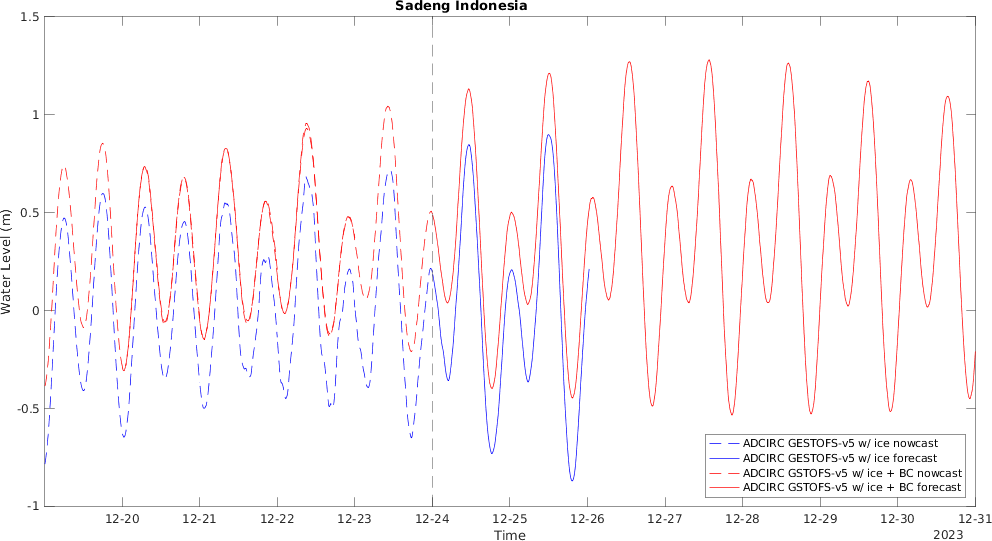 Sadeng Indonesia
1.5
1
0.5
0
-0.5
-1
Water Level (m)
ADCIRC GESTOFS-v5 w/ ice nowcast
ADCIRC GESTOFS-v5 w/ ice forecast
ADCIRC GSTOFS-v5 w/ ice + BC nowcast
ADCIRC GSTOFS-v5 w/ ice + BC forecast
12-20 12-21 12-22 12-23 12-24 12-25 12-26 12-27 12-28 12-29 12-30 12-31
Time
2023